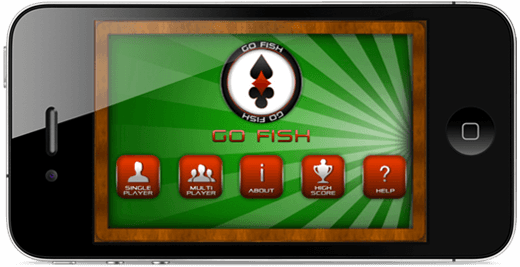 GO FISH
GO FISH
GO FISH
SINGLE
PLAYER
MULTI
PLAYER
ABOUT
HIGH
SCORE
HELP